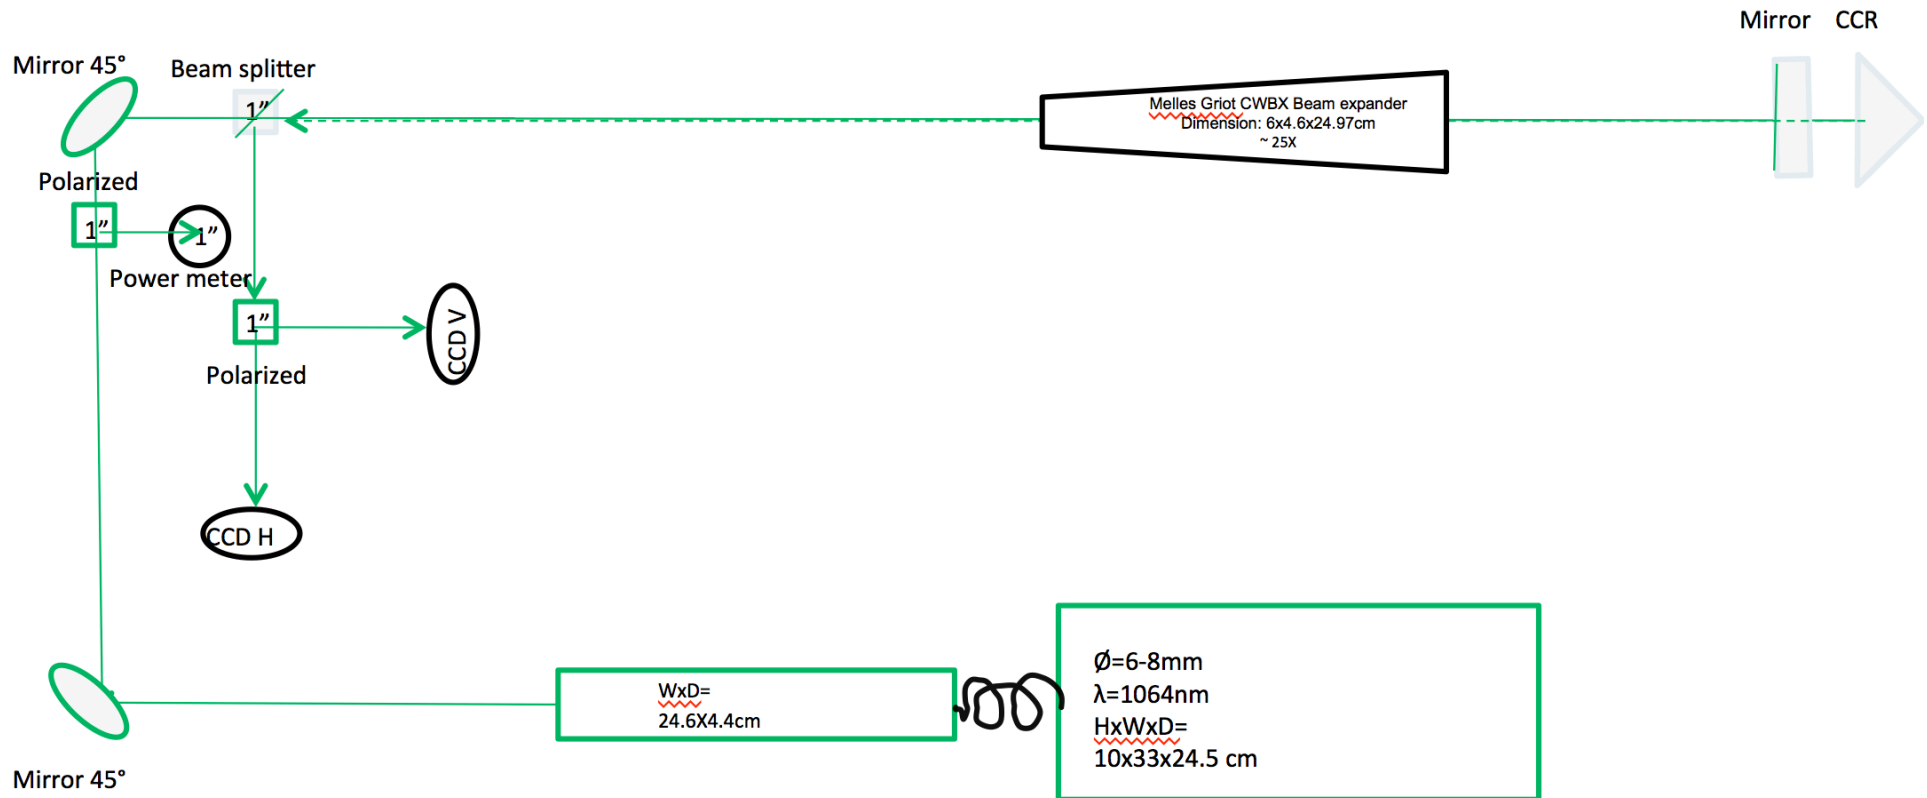 Mirror CCR
Mirror 45°
Beam splitter
1”
Melles Griot CWBX Beam expander
Dimension: 6x4.6x24.97cm
~ 25X
Polarized
1”
1”
Power meter
1”
CCD V
Polarized
CCD H
Ø=6-8mm
λ=1064nm
HxWxD=
10x33x24.5 cm
WxD=
24.6X4.4cm
Mirror 45°